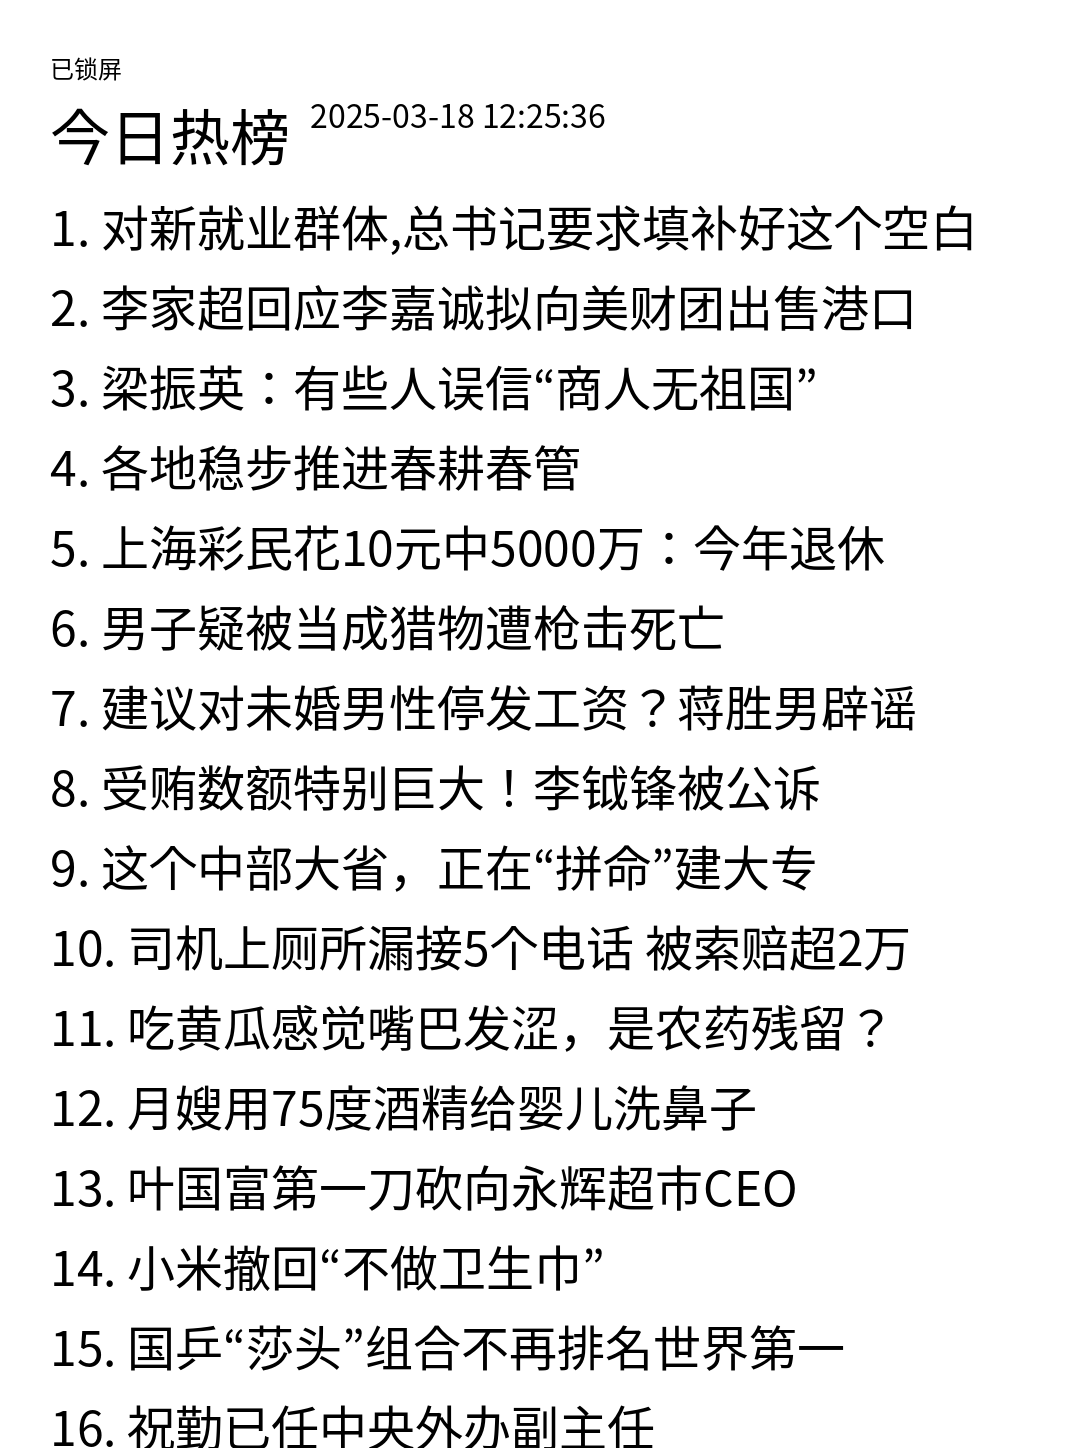 已锁屏
今日热榜 2025-03-18 12:25:36
1. 对新就业群体,总书记要求填补好这个空白
2. 李家超回应李嘉诚拟向美财团出售港口
3. 梁振英：有些人误信“商人无祖国”
4. 各地稳步推进春耕春管
5. 上海彩民花10元中5000万：今年退休
6. 男子疑被当成猎物遭枪击死亡
7. 建议对未婚男性停发工资？蒋胜男辟谣
8. 受贿数额特别巨大！李钺锋被公诉
9. 这个中部大省，正在“拼命”建大专
10. 司机上厕所漏接5个电话 被索赔超2万
11. 吃黄瓜感觉嘴巴发涩，是农药残留？
12. 月嫂用75度酒精给婴儿洗鼻子
13. 叶国富第一刀砍向永辉超市CEO
14. 小米撤回“不做卫生巾”
15. 国乒“莎头”组合不再排名世界第一
16. 祝勤已任中央外办副主任